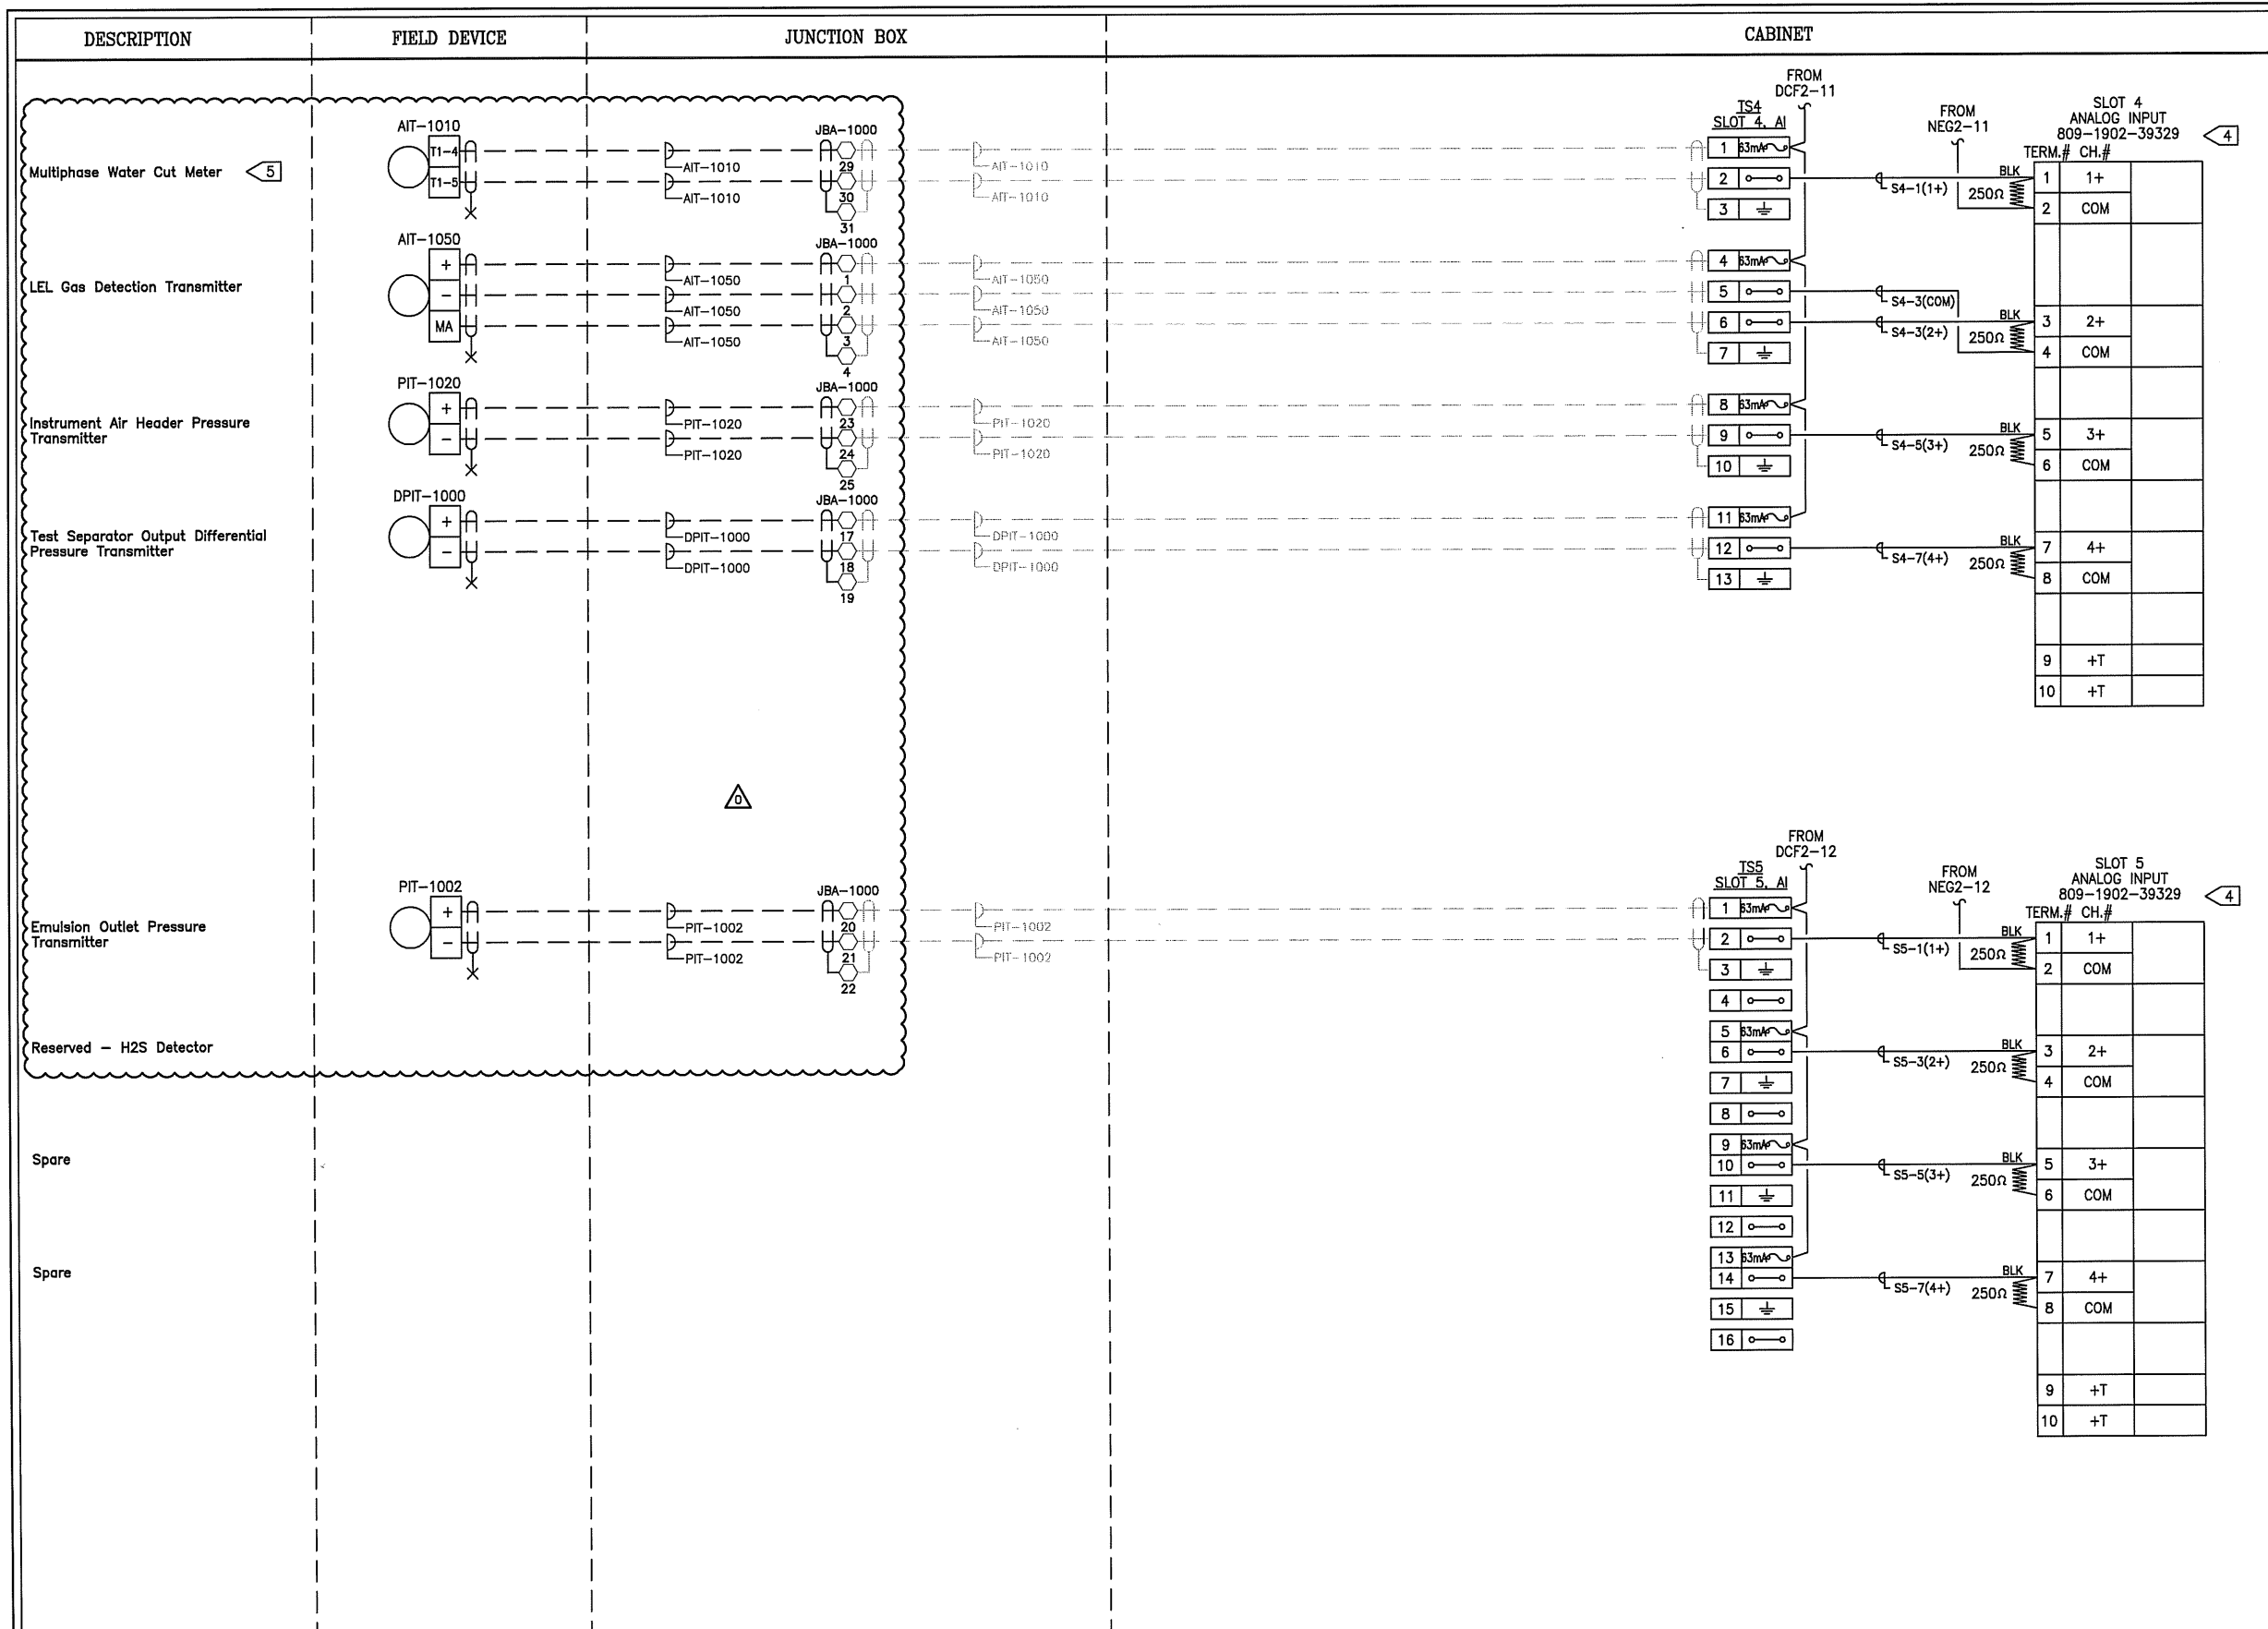 DESCRIPTION
FIELD DEVICE
JUNCTION BOX
CABINET
FROM
DCF2-11
TS4
SLOT 4, AI
FROM
NEG2-11
SLOT 4
ANALOG INPUT
809-1902-39329
4
TERM.# CH.#
Multiphase Water Cut Meter
5
AIT-1010
T1-4
T1-5
AIT-1010
AIT-1010
JBA-1000
29
30
31
AIT-1010
AIT-1010
1 63mA
2
3
S4-1(1+)
BLK
250Ω
1 1+
2 COM
LEL Gas Detection Transmitter
AIT-1050
+
-
MA
AIT-1050
AIT-1050
AIT-1050
JBA-1000
1
2
3
4
AIT-1050
AIT-1050
AIT-1050
4 63mA
5
6
7
S4-3(COM)
S4-3(2+)
BLK
250Ω
3 2+
4 COM
Instrument Air Header Pressure
Transmitter
PIT-1020
+
-
PIT-1020
PIT-1020
JBA-1000
23
24
25
PIT-1020
PIT-1020
8 63mA
9
10
S4-5(3+)
BLK
250Ω
5 3+
6 COM
Test Separator Output Differential
Pressure Transmitter
DPIT-1000
+
-
DPIT-1000
DPIT-1000
JBA-1000
17
18
19
DPIT-1000
DPIT-1000
11 63mA
12
13
S4-7(4+)
BLK
250Ω
7 4+
8 COM
9 +T
10 +T
0
FROM
DCF2-12
TS5
SLOT 5, AI
FROM
NEG2-12
SLOT 5
ANALOG INPUT
809-1902-39329
4
TERM.# CH.#
Emulsion Outlet Pressure
Transmitter
PIT-1002
+
-
PIT-1002
PIT-1002
JBA-1000
20
21
22
PIT-1002
PIT-1002
1 63mA
2
3
4
S5-1(1+)
BLK
250Ω
1 1+
2 COM
Reserved - H2S Detector
5 63mA
6
7
8
S5-3(2+)
BLK
250Ω
3 2+
4 COM
Spare
9 63mA
10
11
12
S5-5(3+)
BLK
250Ω
5 3+
6 COM
Spare
13 63mA
14
15
16
S5-7(4+)
BLK
250Ω
7 4+
8 COM
9 +T
10 +T